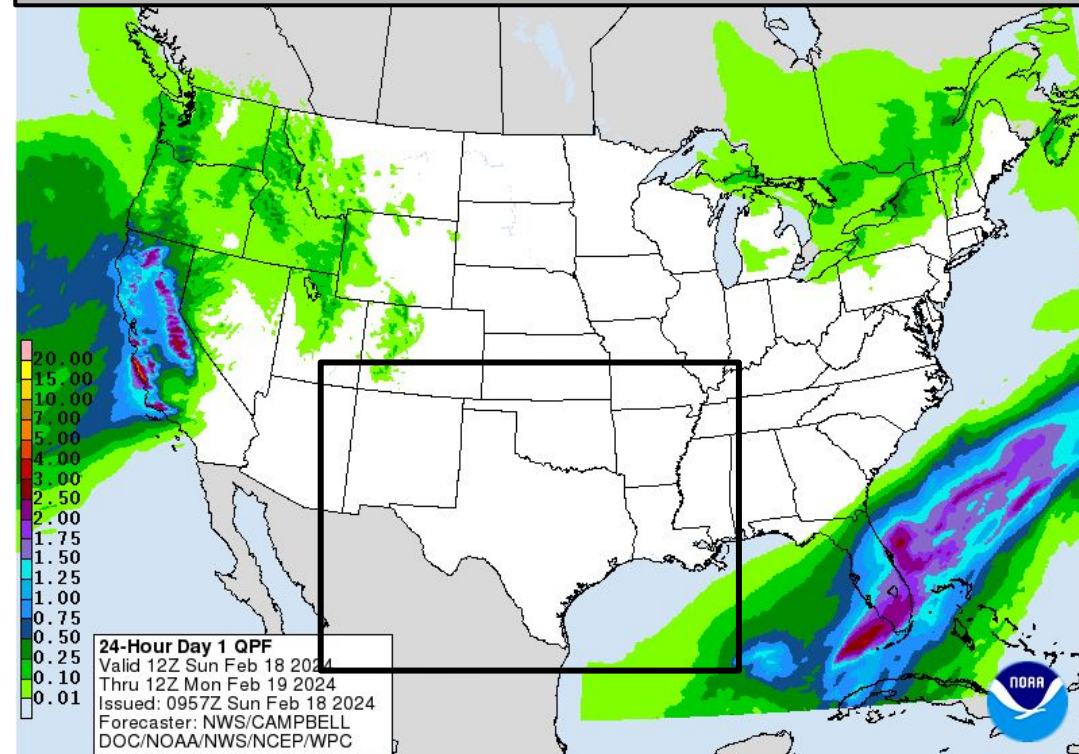 20.00
15.00
10.00
7.00
5.00
4.00
3.00
2.50
2.00
1.75
1.50
1.25
1.00
0.75
0.50
0.25
0.10
0.01
24-Hour Day 1 QPF
Valid 12Z Sun Feb 18 2024
Thru 12Z Mon Feb 19 2024
Issued: 0957Z Sun Feb 18 2024
Forecaster: NWS/CAMPBELL
DOC/NOAA/NWS/NCEP/WPC
NOAA